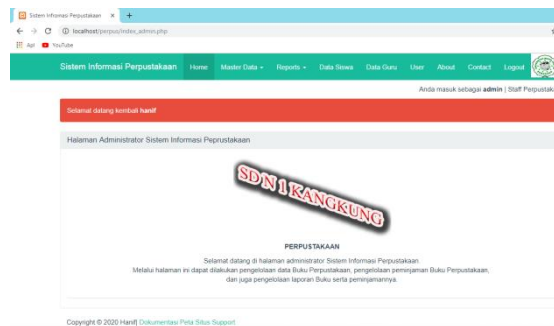 Sistem Informasi Perpustakaan
localhost/perpus/index_admin.php
Apl YouTube
Sistem Informasi Perpustakaan Home Master Data Reports Data Siswa Data Guru User About Contact Logout
Anda masuk sebagai admin | Staff Perpustak
Selamat datang kembali hanif
Halaman Administrator Sistem Informasi Peprustakaan
SD N 1 KANGKUNG
PERPUSTAKAAN
Selamat datang di halaman administrator Sistem Informasi Perpustakaan.
Melalui halaman ini dapat dilakukan pengelolaan data Buku Perpustakaan, pengelolaan peminjaman Buku Perpustakaan,
dan juga pengelolaan laporan Buku serta peminjamannya.
Copyright © 2020 Hanif| Dokumentasi Peta Situs Support